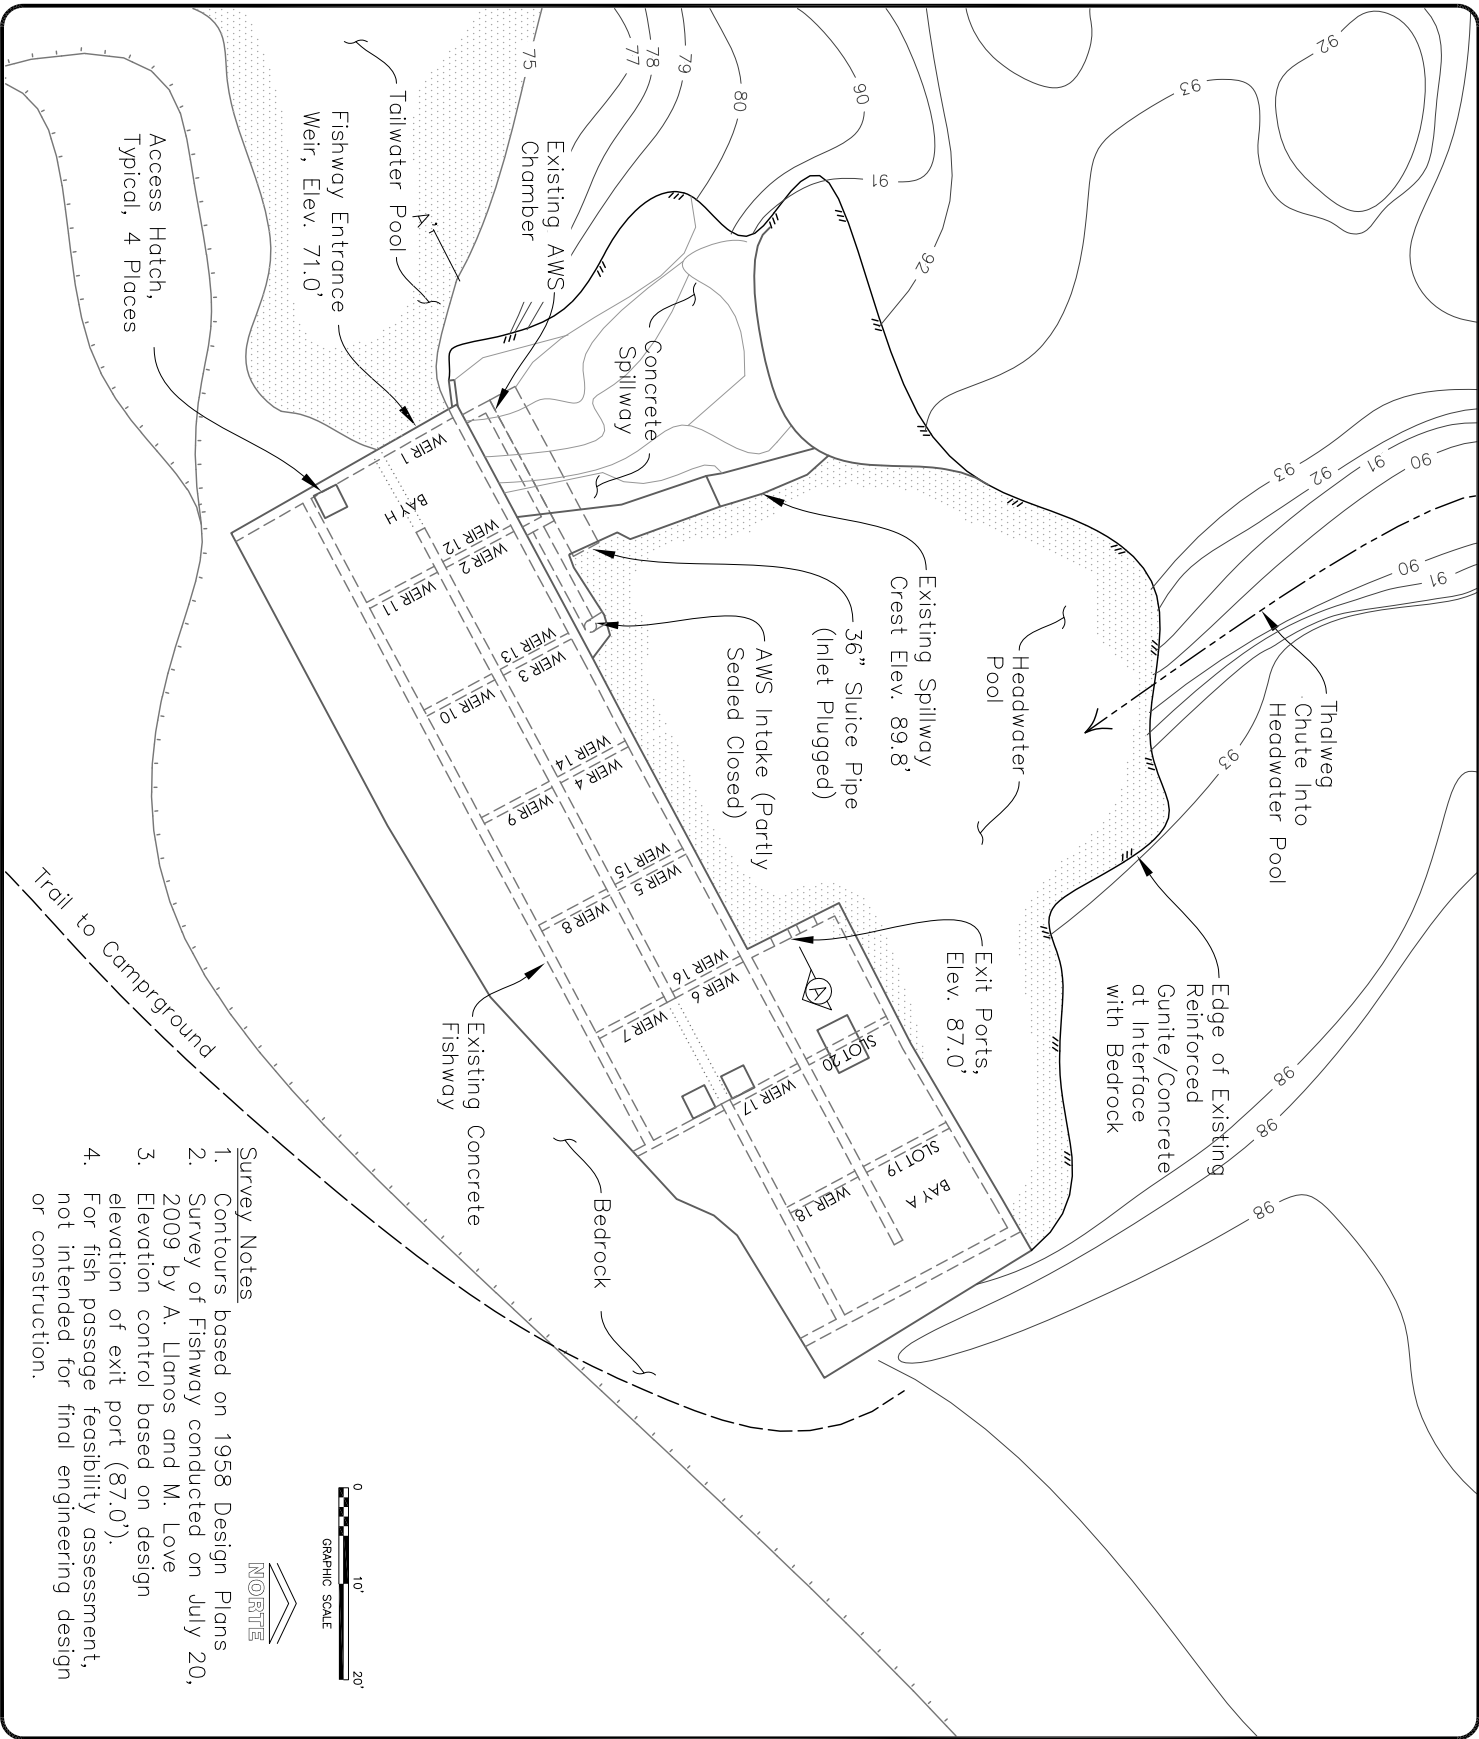 92
93
92
91
90
90
91
93
92
91
90
80
79
78
77
75
Thalweg
Chute Into
Headwater Pool
93
Edge of Existing
Reinforced
Gunite/Concrete
at Interface
with Bedrock
98
98
98
Headwater
Pool
Existing Spillway
Crest Elev. 89.8'
36" Sluice Pipe
(Inlet Plugged)
AWS Intake (Partly
Sealed Closed)
Exit Ports,
Elev. 87.0'
Concrete
Spillway
Existing AWS
Chamber
A'
Tailwater Pool
Fishway Entrance
Weir, Elev. 71.0'
Access Hatch,
Typical, 4 Places
WEIR 1
BAY H
WEIR 12
WEIR 2
WEIR 11
WEIR 13
WEIR 3
WEIR 10
WEIR 14
WEIR 4
WEIR 9
WEIR 15
WEIR 5
WEIR 8
WEIR 16
WEIR 6
WEIR 7
A
SLOT 20
WEIR 17
SLOT 19
BAY A
WEIR 18
Existing Concrete
Fishway
Bedrock
Trail to Camprground
Survey Notes
1. Contours based on 1958 Design Plans
2. Survey of Fishway conducted on July 20,
2009 by A. Llanos and M. Love
3. Elevation control based on design
elevation of exit port (87.0').
4. For fish passage feasibility assessment,
not intended for final engineering design
or construction.
0 10' 20'
GRAPHIC SCALE
NORTE